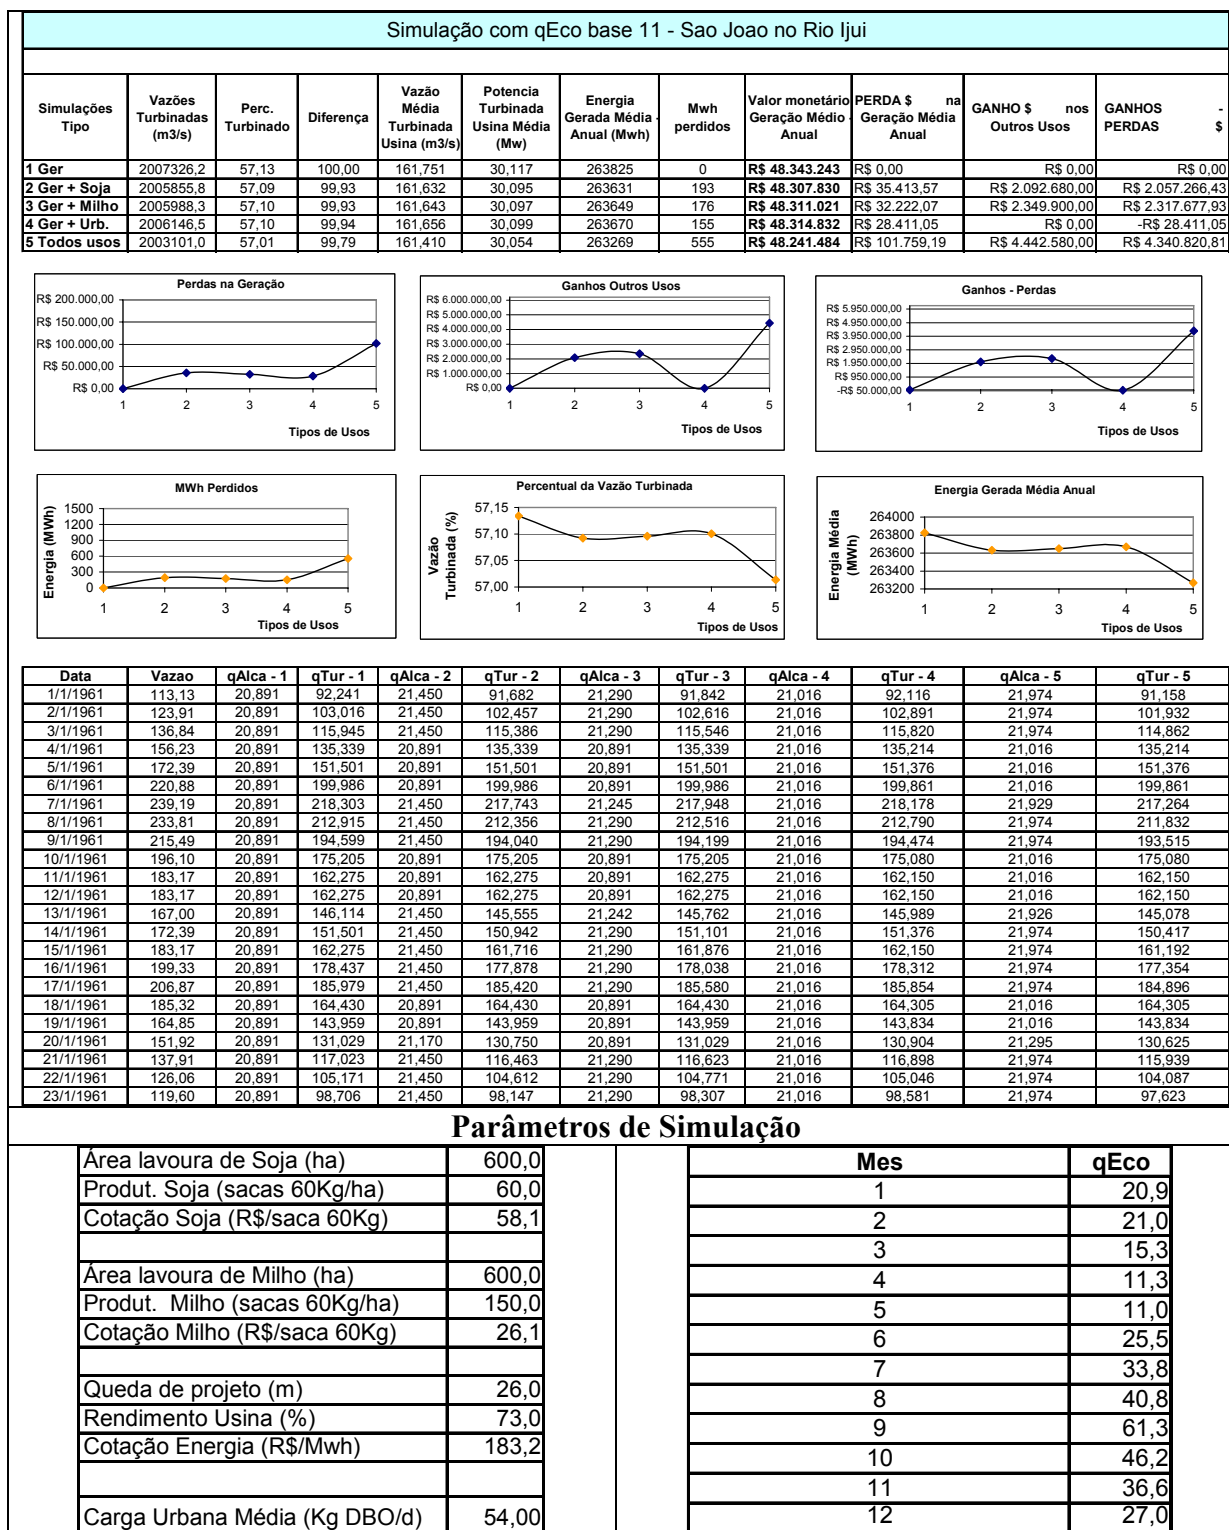 Simulação com qEco base 11 - Sao Joao no Rio Ijui
Simulações Tipo | Vazões Turbinadas (m3/s) | Perc. Turbinado | Diferença | Vazão Média Turbinada Usina (m3/s) | Potencia Turbinada Usina Média (Mw) | Energia Gerada Média - Anual (Mwh) | Mwh perdidos | Valor monetário Geração Médio - Anual | PERDA $ na Geração Média Anual | GANHO $ nos Outros Usos | GANHOS - PERDAS $
1 Ger | 2007326,2 | 57,13 | 100,00 | 161,751 | 30,117 | 263825 | 0 | R$ 48.343.243 | R$ 0,00 | R$ 0,00 | R$ 0,00
2 Ger + Soja | 2005855,8 | 57,09 | 99,93 | 161,632 | 30,095 | 263631 | 193 | R$ 48.307.830 | R$ 35.413,57 | R$ 2.092.680,00 | R$ 2.057.266,43
3 Ger + Milho | 2005988,3 | 57,10 | 99,93 | 161,643 | 30,097 | 263649 | 176 | R$ 48.311.021 | R$ 32.222,07 | R$ 2.349.900,00 | R$ 2.317.677,93
4 Ger + Urb. | 2006146,5 | 57,10 | 99,94 | 161,656 | 30,099 | 263670 | 155 | R$ 48.314.832 | R$ 28.411,05 | R$ 0,00 | -R$ 28.411,05
5 Todos usos | 2003101,0 | 57,01 | 99,79 | 161,410 | 30,054 | 263269 | 555 | R$ 48.241.484 | R$ 101.759,19 | R$ 4.442.580,00 | R$ 4.340.820,81
Perdas na Geração
R$ 200.000,00
R$ 150.000,00
R$ 100.000,00
R$ 50.000,00
R$ 0,00
1 2 3 4 5
Tipos de Usos
Ganhos Outros Usos
R$ 6.000.000,00
R$ 5.000.000,00
R$ 4.000.000,00
R$ 3.000.000,00
R$ 2.000.000,00
R$ 1.000.000,00
R$ 0,00
1 2 3 4 5
Tipos de Usos
Ganhos - Perdas
R$ 5.950.000,00
R$ 4.950.000,00
R$ 3.950.000,00
R$ 2.950.000,00
R$ 1.950.000,00
R$ 950.000,00
-R$ 50.000,00
1 2 3 4 5
Tipos de Usos
MWh Perdidos
Energia (MWh)
1500
1200
900
600
300
0
1 2 3 4 5
Tipos de Usos
Percentual da Vazão Turbinada
Vazão Turbinada (%)
57,15
57,10
57,05
57,00
1 2 3 4 5
Tipos de Usos
Energia Gerada Média Anual
Energia Média (MWh)
264000
263800
263600
263400
263200
1 2 3 4 5
Tipos de Usos
Data | Vazao | qAlca - 1 | qTur - 1 | qAlca - 2 | qTur - 2 | qAlca - 3 | qTur - 3 | qAlca - 4 | qTur - 4 | qAlca - 5 | qTur - 5
1/1/1961 | 113,13 | 20,891 | 92,241 | 21,450 | 91,682 | 21,290 | 91,842 | 21,016 | 92,116 | 21,974 | 91,158
2/1/1961 | 123,91 | 20,891 | 103,016 | 21,450 | 102,457 | 21,290 | 102,616 | 21,016 | 102,891 | 21,974 | 101,932
3/1/1961 | 136,84 | 20,891 | 115,945 | 21,450 | 115,386 | 21,290 | 115,546 | 21,016 | 115,820 | 21,974 | 114,862
4/1/1961 | 156,23 | 20,891 | 135,339 | 20,891 | 135,339 | 20,891 | 135,339 | 21,016 | 135,214 | 21,016 | 135,214
5/1/1961 | 172,39 | 20,891 | 151,501 | 20,891 | 151,501 | 20,891 | 151,501 | 21,016 | 151,376 | 21,016 | 151,376
6/1/1961 | 220,88 | 20,891 | 199,986 | 20,891 | 199,986 | 20,891 | 199,986 | 21,016 | 199,861 | 21,016 | 199,861
7/1/1961 | 239,19 | 20,891 | 218,303 | 21,450 | 217,743 | 21,245 | 217,948 | 21,016 | 218,178 | 21,929 | 217,264
8/1/1961 | 233,81 | 20,891 | 212,915 | 21,450 | 212,356 | 21,290 | 212,516 | 21,016 | 212,790 | 21,974 | 211,832
9/1/1961 | 215,49 | 20,891 | 194,599 | 21,450 | 194,040 | 21,290 | 194,199 | 21,016 | 194,474 | 21,974 | 193,515
10/1/1961 | 196,10 | 20,891 | 175,205 | 20,891 | 175,205 | 20,891 | 175,205 | 21,016 | 175,080 | 21,016 | 175,080
11/1/1961 | 183,17 | 20,891 | 162,275 | 20,891 | 162,275 | 20,891 | 162,275 | 21,016 | 162,150 | 21,016 | 162,150
12/1/1961 | 183,17 | 20,891 | 162,275 | 20,891 | 162,275 | 20,891 | 162,275 | 21,016 | 162,150 | 21,016 | 162,150
13/1/1961 | 167,00 | 20,891 | 146,114 | 21,450 | 145,555 | 21,242 | 145,762 | 21,016 | 145,989 | 21,926 | 145,078
14/1/1961 | 172,39 | 20,891 | 151,501 | 21,450 | 150,942 | 21,290 | 151,101 | 21,016 | 151,376 | 21,974 | 150,417
15/1/1961 | 183,17 | 20,891 | 162,275 | 21,450 | 161,716 | 21,290 | 161,876 | 21,016 | 162,150 | 21,974 | 161,192
16/1/1961 | 199,33 | 20,891 | 178,437 | 21,450 | 177,878 | 21,290 | 178,038 | 21,016 | 178,312 | 21,974 | 177,354
17/1/1961 | 206,87 | 20,891 | 185,979 | 21,450 | 185,420 | 21,290 | 185,580 | 21,016 | 185,854 | 21,974 | 184,896
18/1/1961 | 185,32 | 20,891 | 164,430 | 20,891 | 164,430 | 20,891 | 164,430 | 21,016 | 164,305 | 21,016 | 164,305
19/1/1961 | 164,85 | 20,891 | 143,959 | 20,891 | 143,959 | 20,891 | 143,959 | 21,016 | 143,834 | 21,016 | 143,834
20/1/1961 | 151,92 | 20,891 | 131,029 | 21,170 | 130,750 | 20,891 | 131,029 | 21,016 | 130,904 | 21,295 | 130,625
21/1/1961 | 137,91 | 20,891 | 117,023 | 21,450 | 116,463 | 21,290 | 116,623 | 21,016 | 116,898 | 21,974 | 115,939
22/1/1961 | 126,06 | 20,891 | 105,171 | 21,450 | 104,612 | 21,290 | 104,771 | 21,016 | 105,046 | 21,974 | 104,087
23/1/1961 | 119,60 | 20,891 | 98,706 | 21,450 | 98,147 | 21,290 | 98,307 | 21,016 | 98,581 | 21,974 | 97,623
Parâmetros de Simulação
Área lavoura de Soja (ha) | 600,0
Produt. Soja (sacas 60Kg/ha) | 60,0
Cotação Soja (R$/saca 60Kg) | 58,1
Área lavoura de Milho (ha) | 600,0
Produt. Milho (sacas 60Kg/ha) | 150,0
Cotação Milho (R$/saca 60Kg) | 26,1
Queda de projeto (m) | 26,0
Rendimento Usina (%) | 73,0
Cotação Energia (R$/Mwh) | 183,2
Carga Urbana Média (Kg DBO/d) | 54,00
Mes | qEco
1 | 20,9
2 | 21,0
3 | 15,3
4 | 11,3
5 | 11,0
6 | 25,5
7 | 33,8
8 | 40,8
9 | 61,3
10 | 46,2
11 | 36,6
12 | 27,0